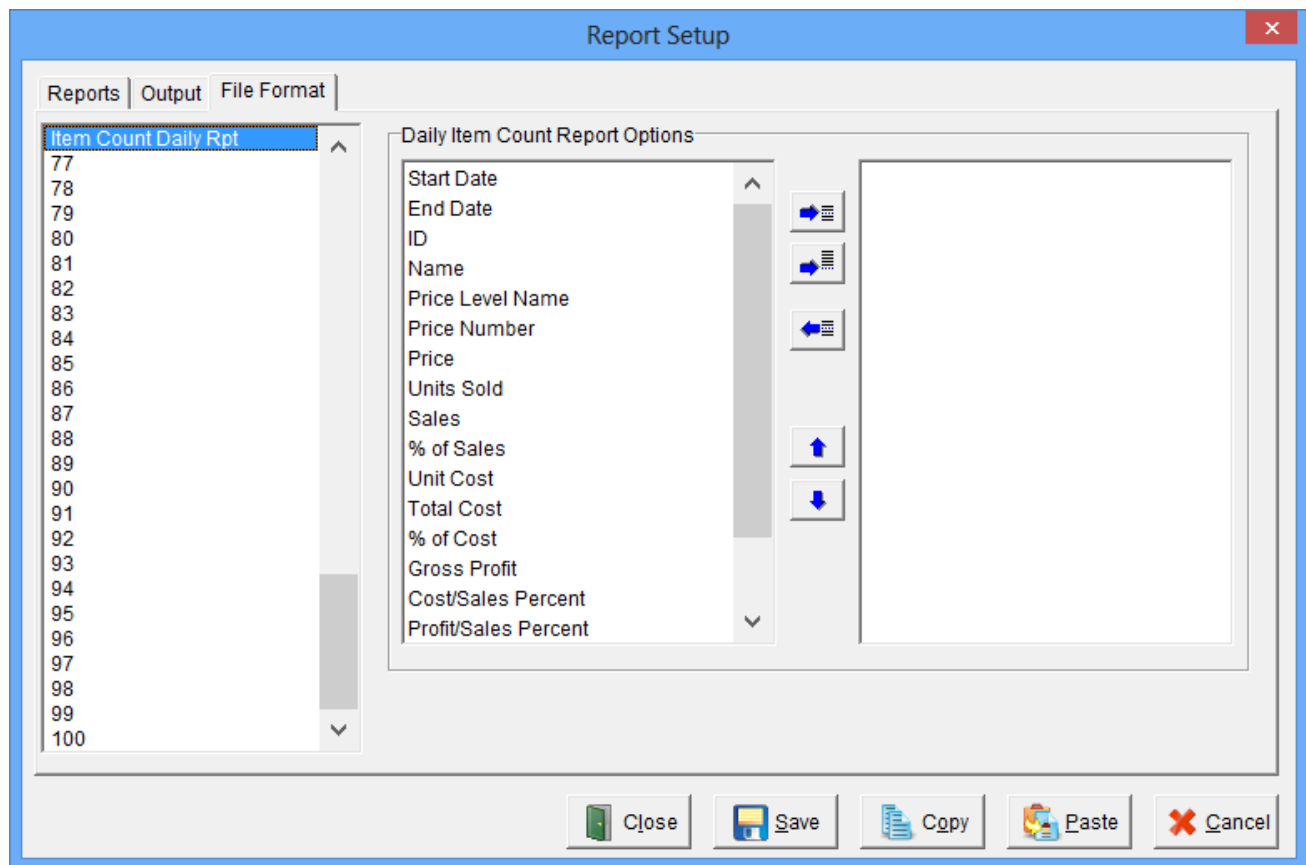 Report Setup
Reports Output File Format
Item Count Daily Rpt
77
78
79
80
81
82
83
84
85
86
87
88
89
90
91
92
93
94
95
96
97
98
99
100
Daily Item Count Report Options
Start Date
End Date
ID
Name
Price Level Name
Price Number
Price
Units Sold
Sales
% of Sales
Unit Cost
Total Cost
% of Cost
Gross Profit
Cost/Sales Percent
Profit/Sales Percent
Close Save Copy Paste Cancel